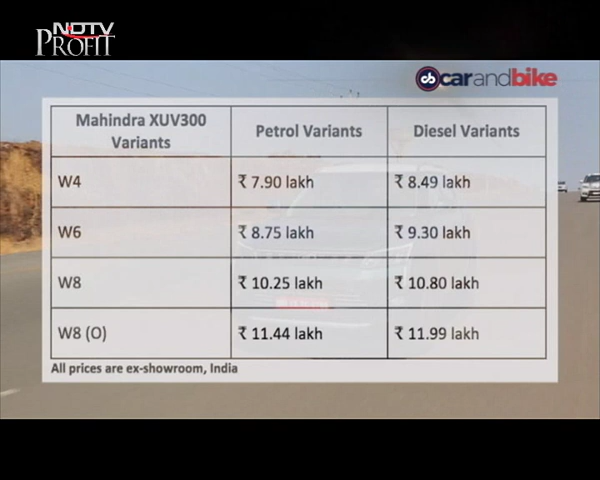 NDTV
PROFIT
cb carandbike
Mahindra XUV300 Petrol Variants Diesel Variants
Variants
W4 ₹ 7.90 lakh ₹ 8.49 lakh
W6 ₹ 8.75 lakh ₹ 9.30 lakh
W8 ₹ 10.25 lakh ₹ 10.80 lakh
W8 (O) ₹ 11.44 lakh ₹ 11.99 lakh
All prices are ex-showroom, India